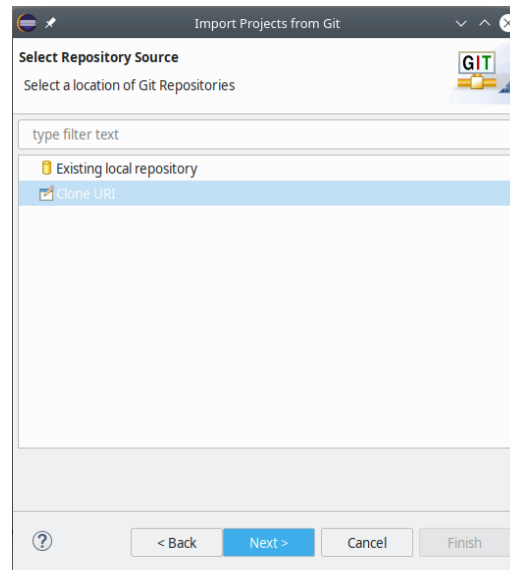 Import Projects from Git
Select Repository Source
Select a location of Git Repositories
GIT
type filter text
Existing local repository
Clone URI
?
< Back
Next >
Cancel
Finish